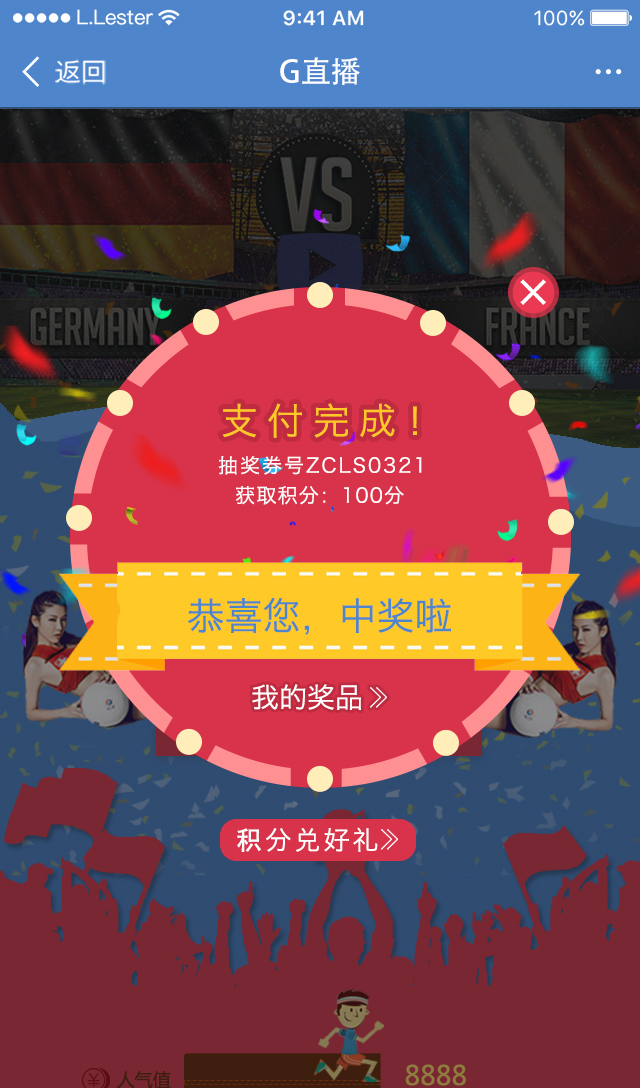 L.Lester 9:41 AM 100%
返回 G直播
VS
GERMANY FRANCE
支付完成！
抽奖券号ZCLS0321
获取积分：100分
恭喜您，中奖啦
我的奖品
积分兑好礼
人气值 8888